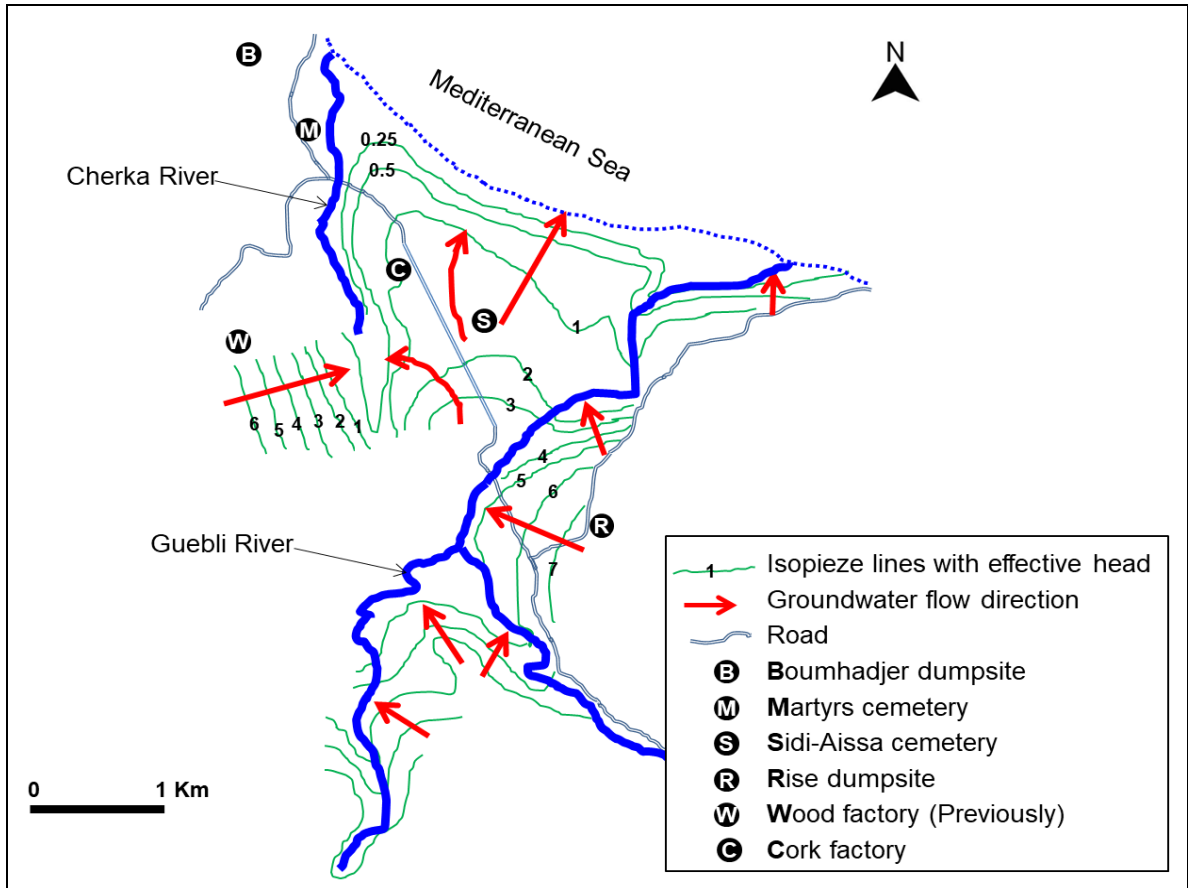 B
N
Mediterranean Sea
M
0.25
0.5
Cherka River
C
S
1
W
2
3
6 5 4 3 2 1
4
5
6
R
Guebli River
7
1 Isopieze lines with effective head
Groundwater flow direction
Road
B Boumhadjer dumpsite
M Martyrs cemetery
S Sidi-Aissa cemetery
R Rise dumpsite
W Wood factory (Previously)
C Cork factory
0 1 Km